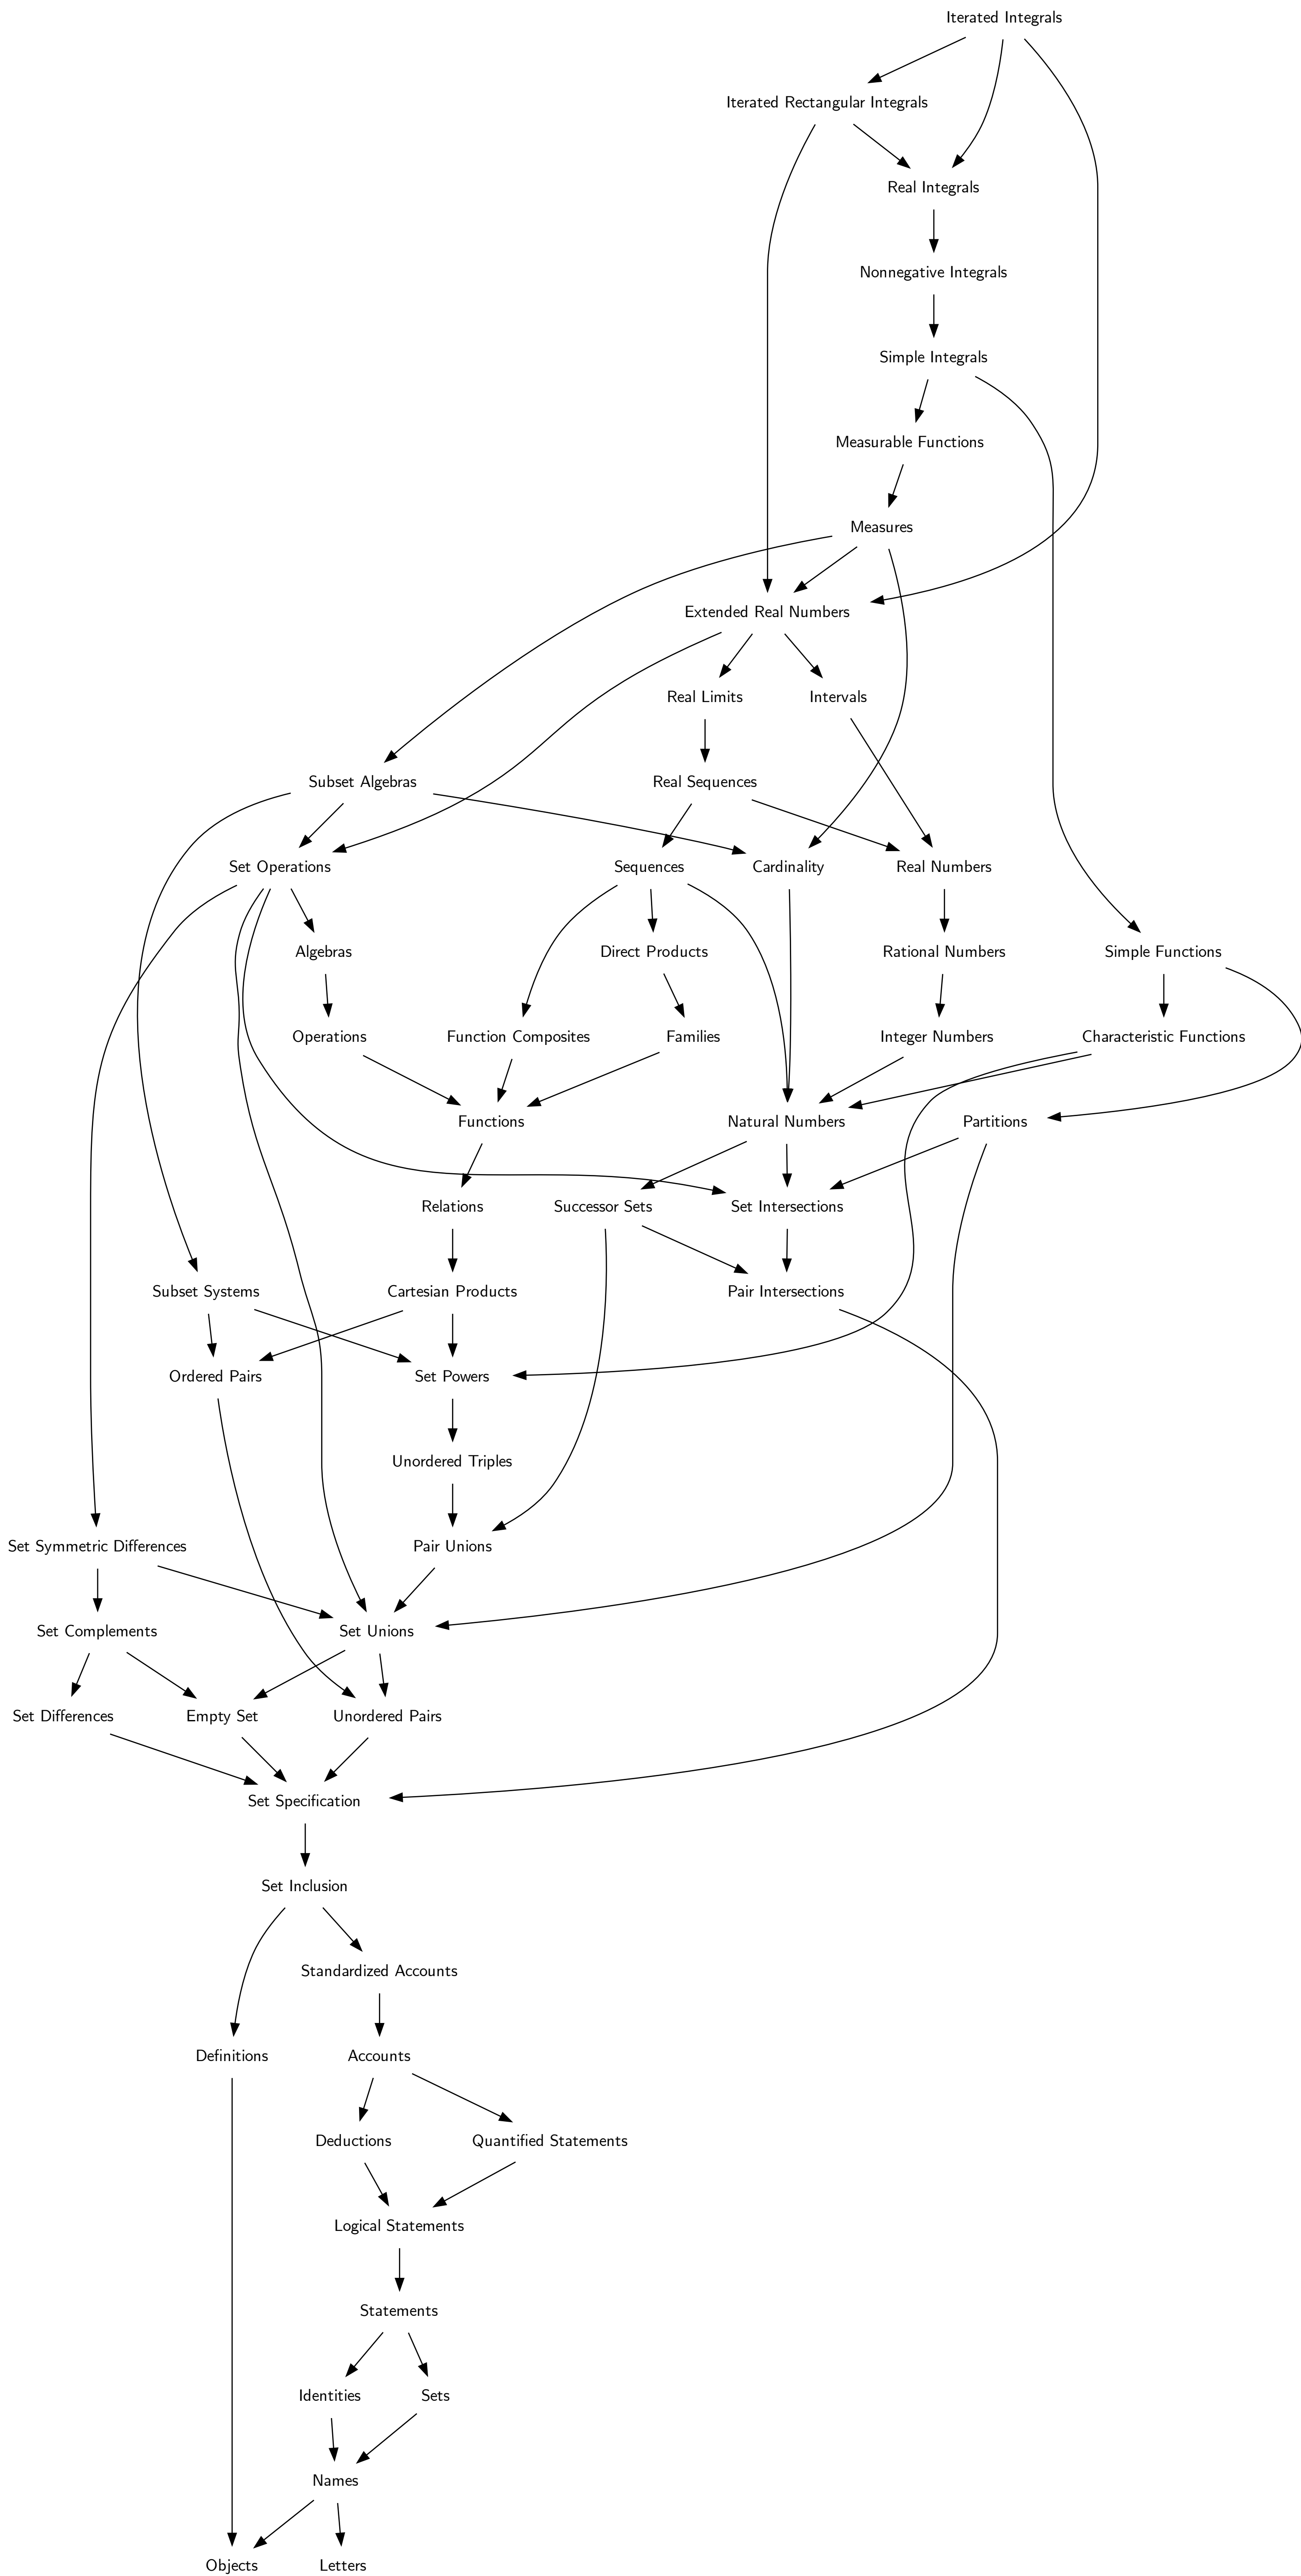 Iterated Integrals
Iterated Rectangular Integrals
Real Integrals
Nonnegative Integrals
Simple Integrals
Measurable Functions
Measures
Extended Real Numbers
Real Limits
Intervals
Subset Algebras
Real Sequences
Set Operations
Sequences
Cardinality
Real Numbers
Algebras
Direct Products
Rational Numbers
Simple Functions
Operations
Function Composites
Families
Integer Numbers
Characteristic Functions
Functions
Natural Numbers
Partitions
Relations
Successor Sets
Set Intersections
Subset Systems
Cartesian Products
Pair Intersections
Ordered Pairs
Set Powers
Unordered Triples
Set Symmetric Differences
Pair Unions
Set Complements
Set Unions
Set Differences
Empty Set
Unordered Pairs
Set Specification
Set Inclusion
Standardized Accounts
Definitions
Accounts
Deductions
Quantified Statements
Logical Statements
Statements
Identities
Sets
Names
Objects
Letters